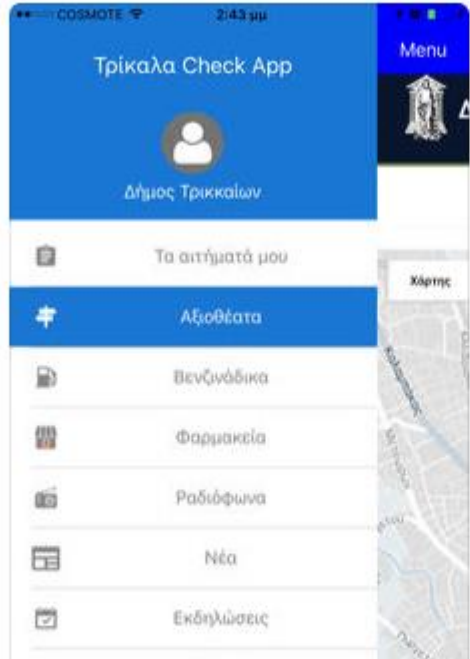 COSMOTE 2:43 μμ
Τρίκαλα Check App
Δήμος Τρικκαίων
Τα αιτήματά μου
Αξιοθέατα
Βενζινάδικα
Φαρμακεία
Ραδιόφωνα
Νέα
Εκδηλώσεις
Menu
Δ
Χάρτης
Καλαμπάκας